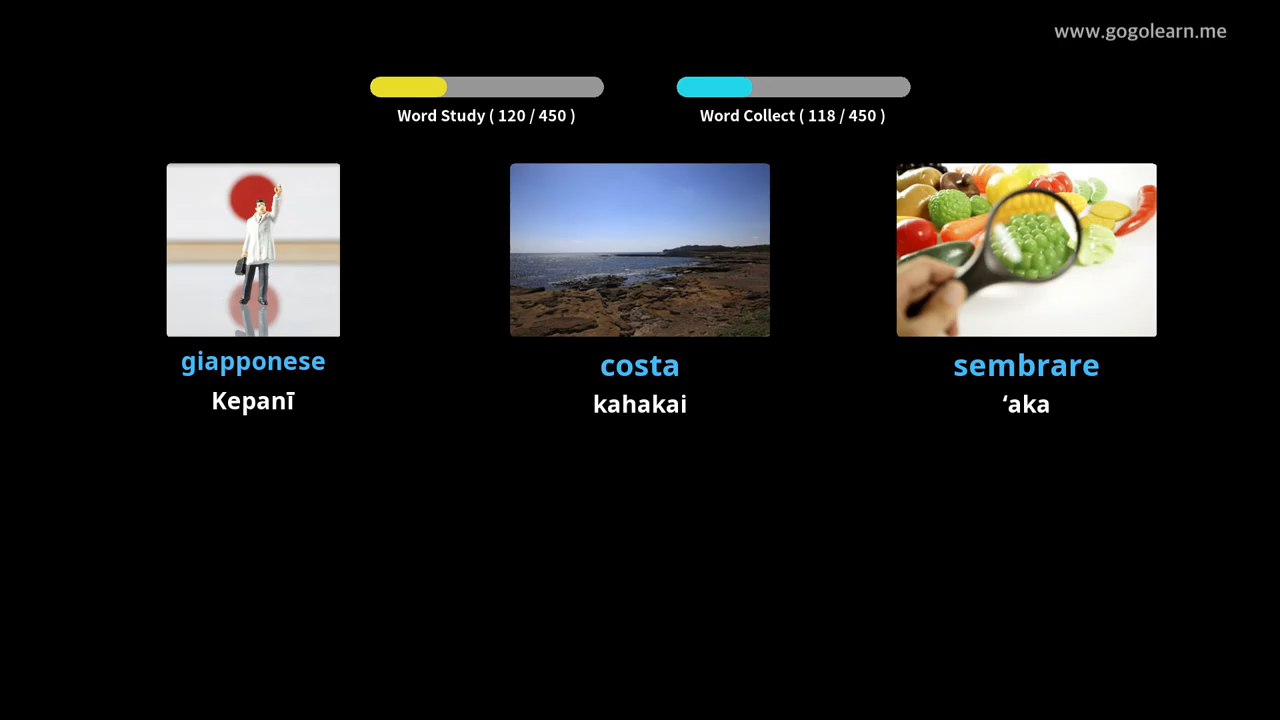 www.gogolearn.me
Word Study ( 120 / 450 )
Word Collect ( 118 / 450 )
giapponese
costa
sembrare
Kepanī
kahakai
ʻaka